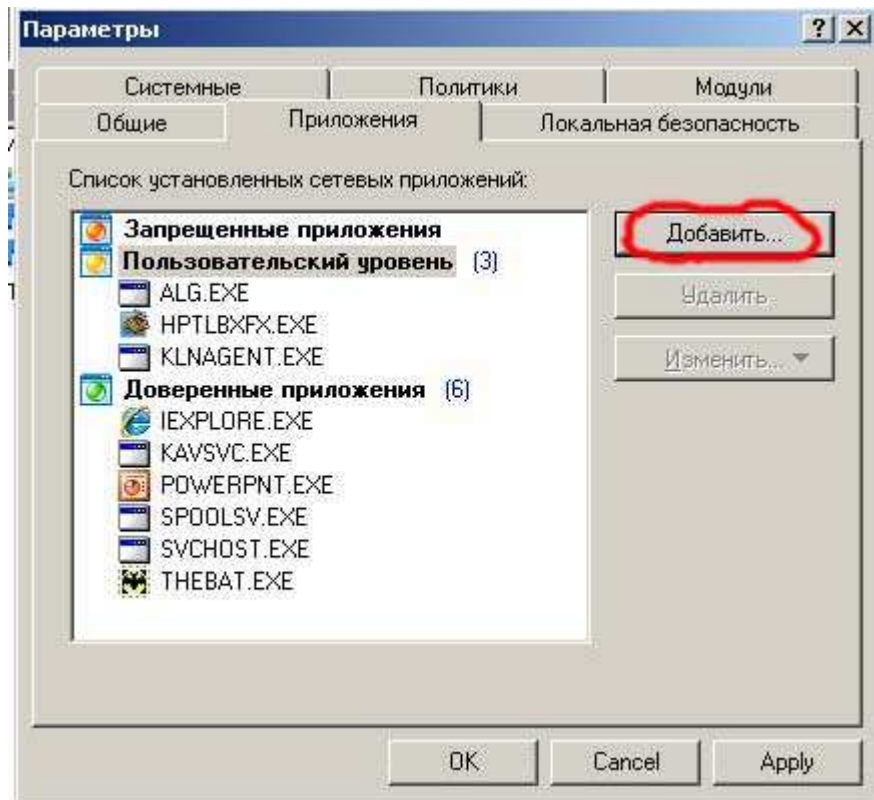 Параметры
Системные
Политики
Модули
Общие
Приложения
Локальная безопасность
Список установленных сетевых приложений:
Запрещенные приложения
Пользовательский уровень (3)
ALG.EXE
HPTLBXFX.EXE
KLNAGENT.EXE
Доверенные приложения (6)
IEXPLORE.EXE
KAVSVC.EXE
POWERPNT.EXE
SPOOLSV.EXE
SVCHOST.EXE
THEBAT.EXE
Добавить...
Удалить
Изменить...
OK
Cancel
Apply